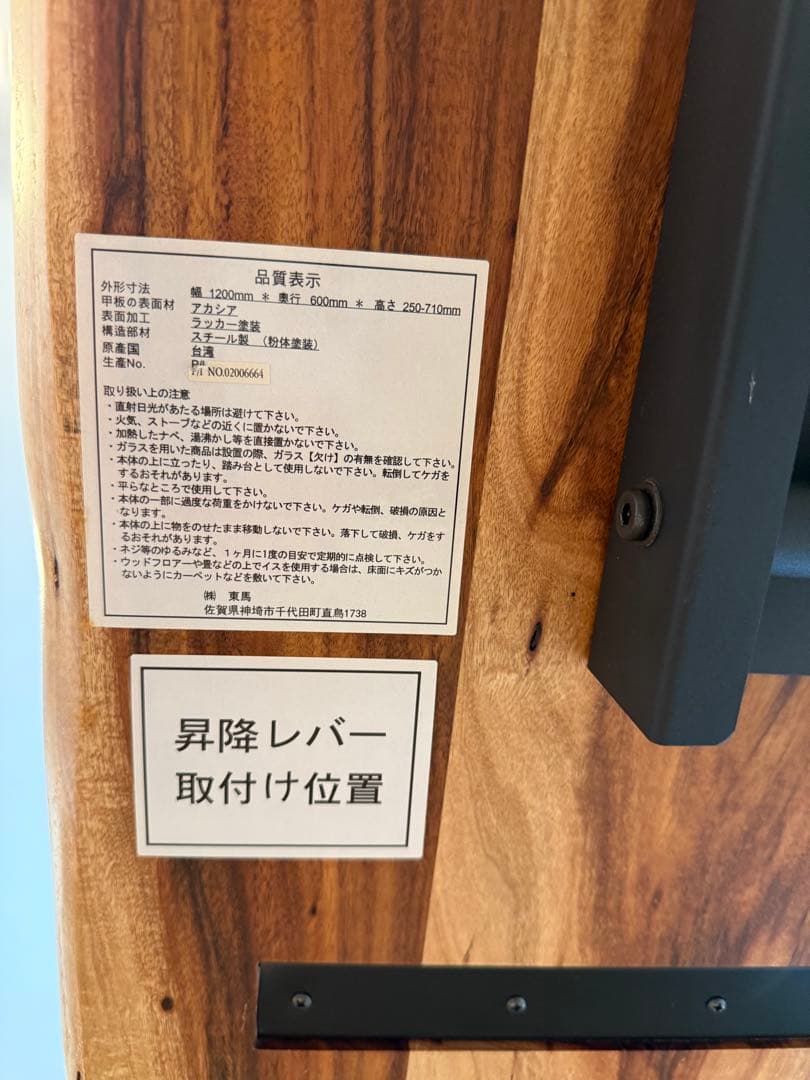 品質表示
外形寸法 幅 1200mm * 奥行 600mm * 高さ 250-710mm
甲板の表面材 アカシア
表面加工 ラッカー塗装
構造部材 スチール製 (粉体塗装)
原産国 台湾
生産No. P/I NO.02006664
取り扱い上の注意
・直射日光があたる場所は避けて下さい。
・火気、ストーブなどの近くに置かないで下さい。
・加熱したナベ、湯沸かし等を直接置かないで下さい。
・ガラスを用いた商品は設置の際、ガラス【欠け】の有無を確認して下さい。
・本体の上に立ったり、踏み台として使用しないで下さい。転倒してケガを
するおそれがあります。
・平らなところで使用して下さい。
・本体の一部に過度な荷重をかけないで下さい。ケガや転倒、破損の原因と
なります。
・本体の上に物をのせたまま移動しないで下さい。落下して破損、ケガをす
るおそれがあります。
・ネジ等のゆるみなど、1ヶ月に1度の目安で定期的に点検して下さい。
・ウッドフロアーや畳などの上でイスを使用する場合は、床面にキズがつか
ないようにカーペットなどを敷いて下さい。
㈱ 東馬
佐賀県神埼市千代田町直鳥1738
昇降レバー
取付け位置